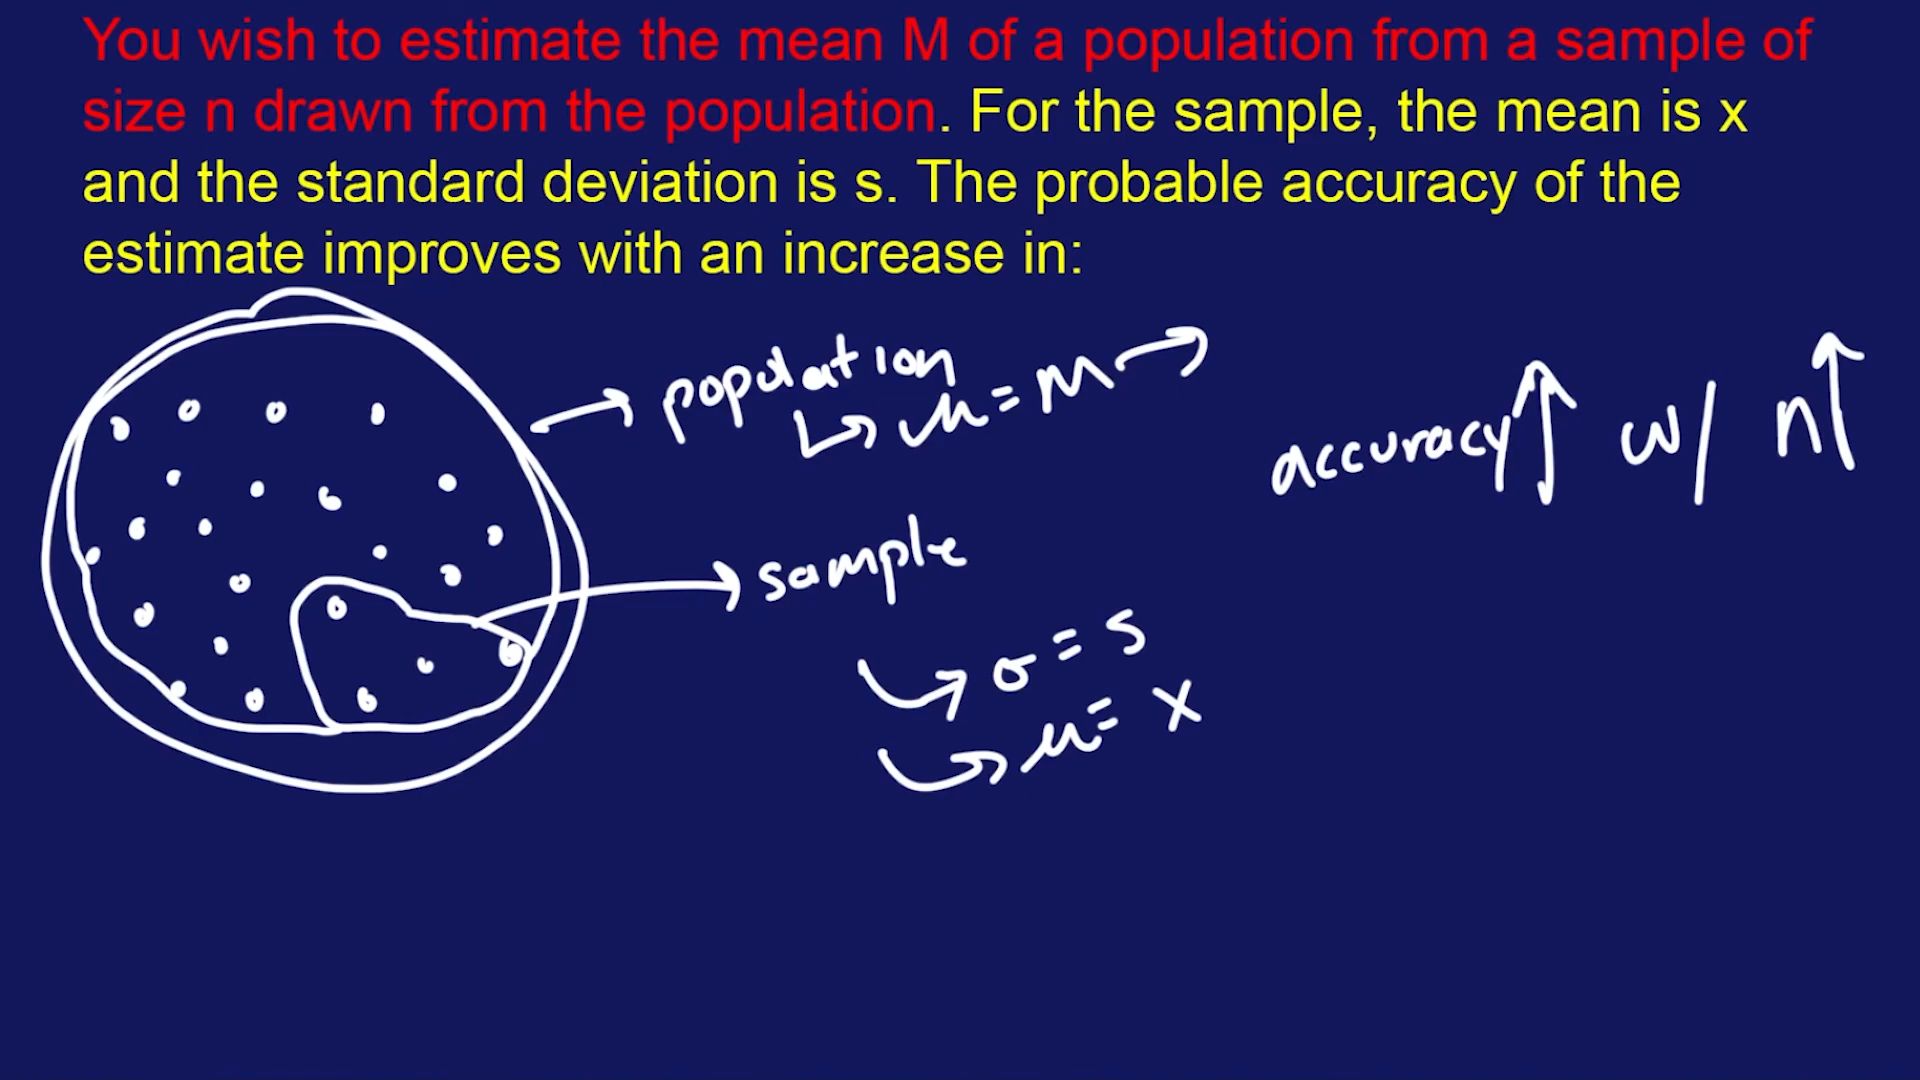 You wish to estimate the mean M of a population from a sample of
size n drawn from the population. For the sample, the mean is x
and the standard deviation is s. The probable accuracy of the
estimate improves with an increase in:
population
μ = M
accuracy ↑ w/ n ↑
sample
σ = s
μ = x